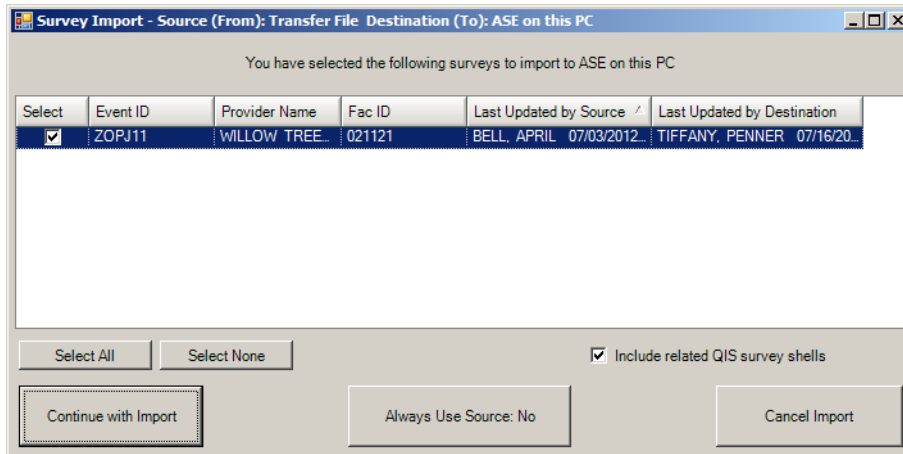 Survey Import - Source (From): Transfer File Destination (To): ASE on this PC
You have selected the following surveys to import to ASE on this PC
Select Event ID Provider Name Fac ID Last Updated by Source Last Updated by Destination
ZOPJ11 WILLOW TREE... 021121 BELL, APRIL 07/03/2012... TIFFANY, PENNER 07/16/20...
Select All Select None Include related QIS survey shells
Continue with Import Always Use Source: No Cancel Import